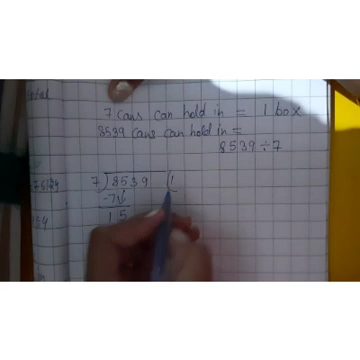 7 cans can hold in = 1 box
8539 cans can hold in =
8539 ÷ 7
7 ) 8539 ( 1
-7↓
15